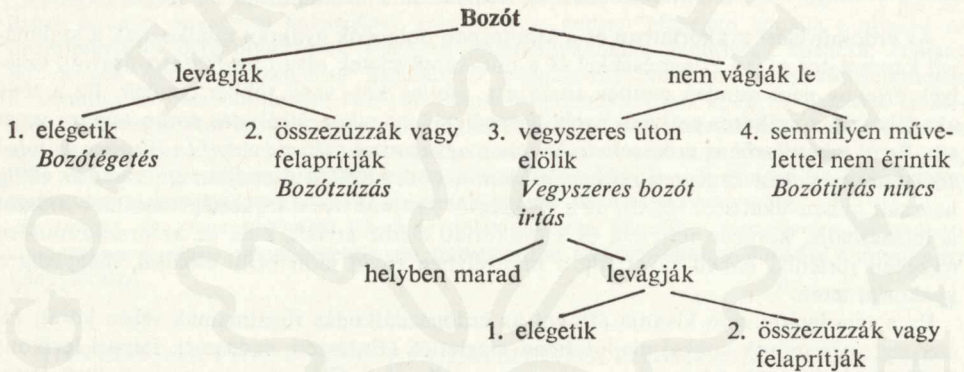 Bozót
levágják nem vágják le
1. elégetik 2. összezúzzák vagy 3. vegyszeres úton 4. semmilyen műve-
felaprítják elölik lettel nem érintik
Bozótégetés Bozótzúzás Vegyszeres bozót Bozótirtás nincs
irtás
helyben marad levágják
1. elégetik 2. összezúzzák vagy
felaprítják